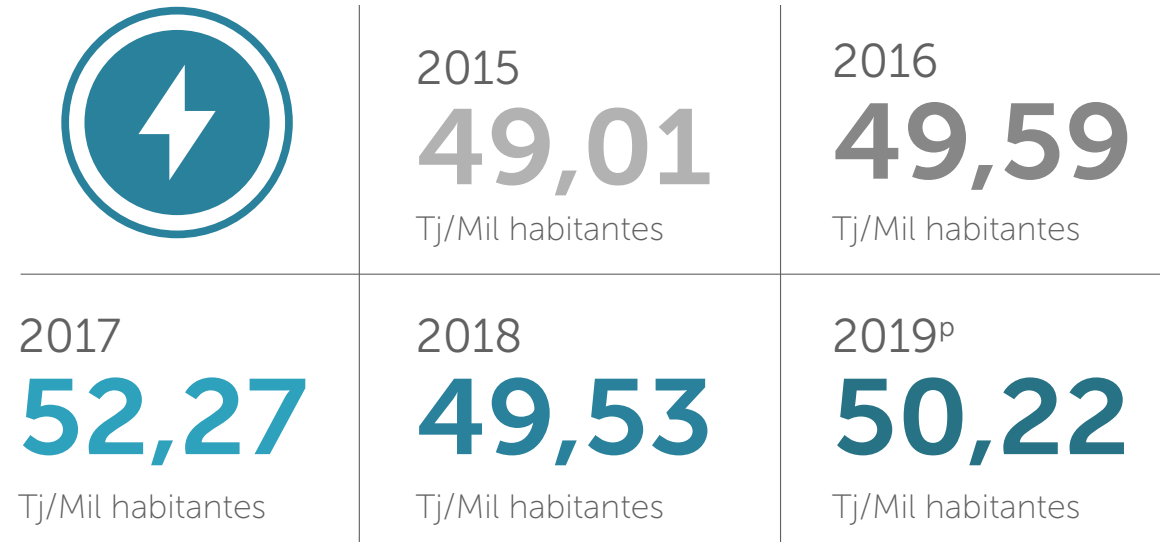 2015
49,01
Tj/Mil habitantes
2016
49,59
Tj/Mil habitantes
2017
52,27
Tj/Mil habitantes
2018
49,53
Tj/Mil habitantes
2019ᵖ
50,22
Tj/Mil habitantes